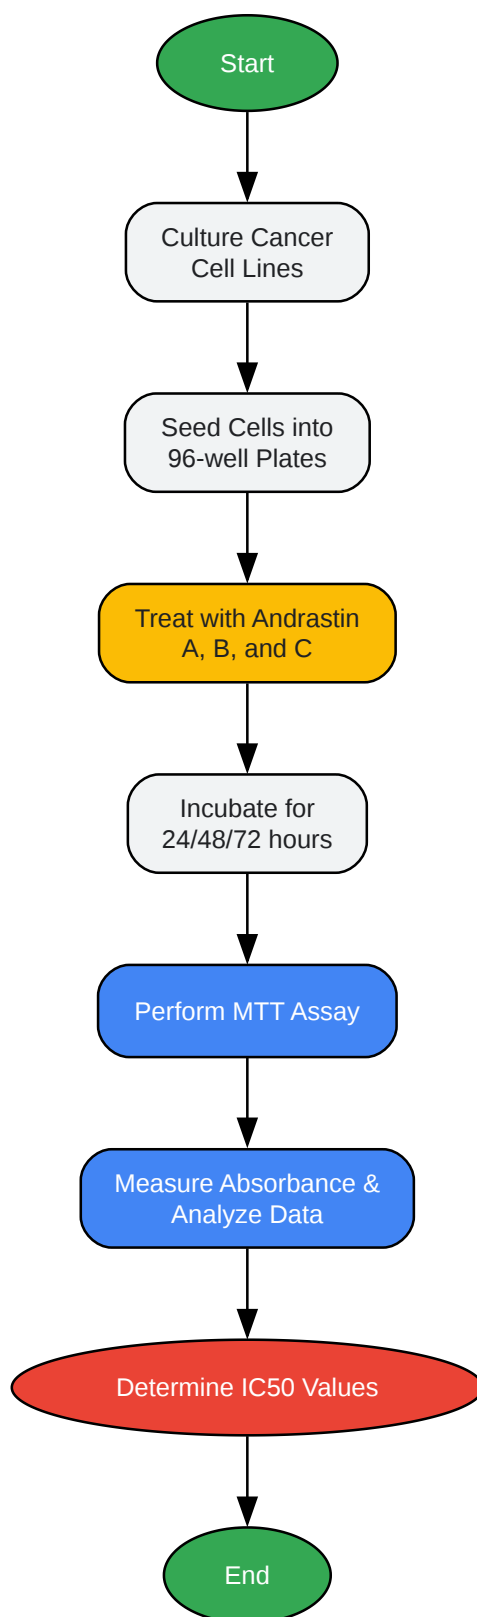 Start
Culture Cancer
Cell Lines
Seed Cells into
96-well Plates
Treat with Andrastin
A, B, and C
Incubate for
24/48/72 hours
Perform MTT Assay
Measure Absorbance &
Analyze Data
Determine IC50 Values
End